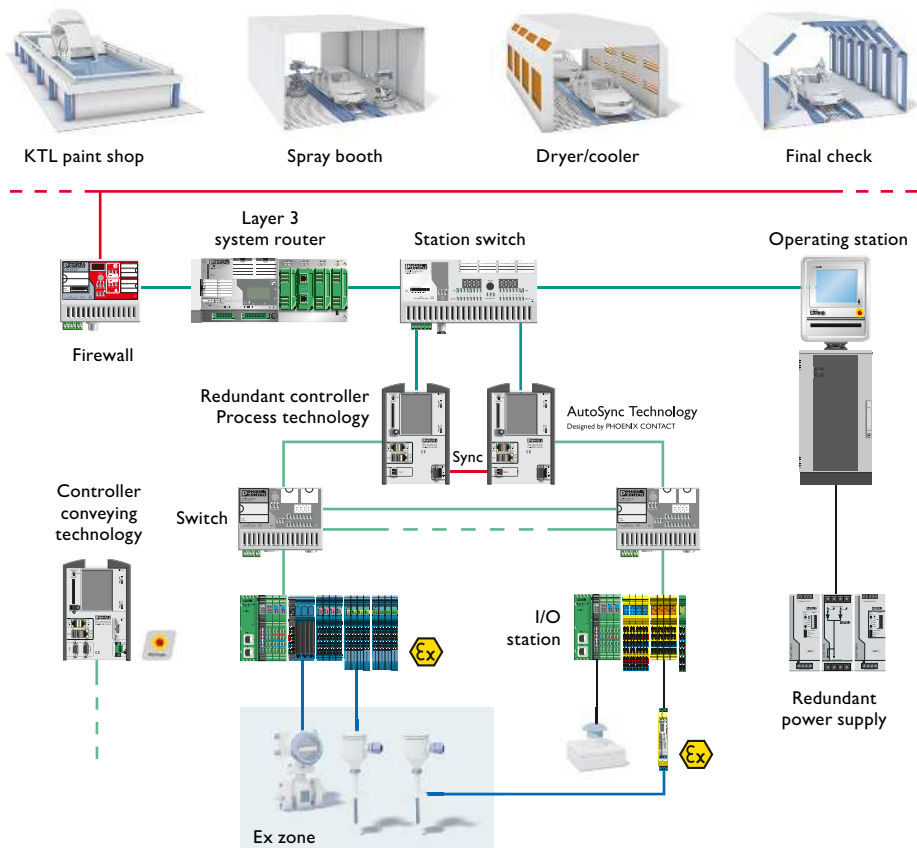 KTL paint shop
Spray booth
Dryer/cooler
Final check
Layer 3
system router
Station switch
Operating station
Firewall
Redundant controller
Process technology
AutoSync Technology
Designed by PHOENIX CONTACT
Sync
Controller
conveying
technology
Switch
I/O
station
Ex
Ex
Redundant
power supply
Ex zone